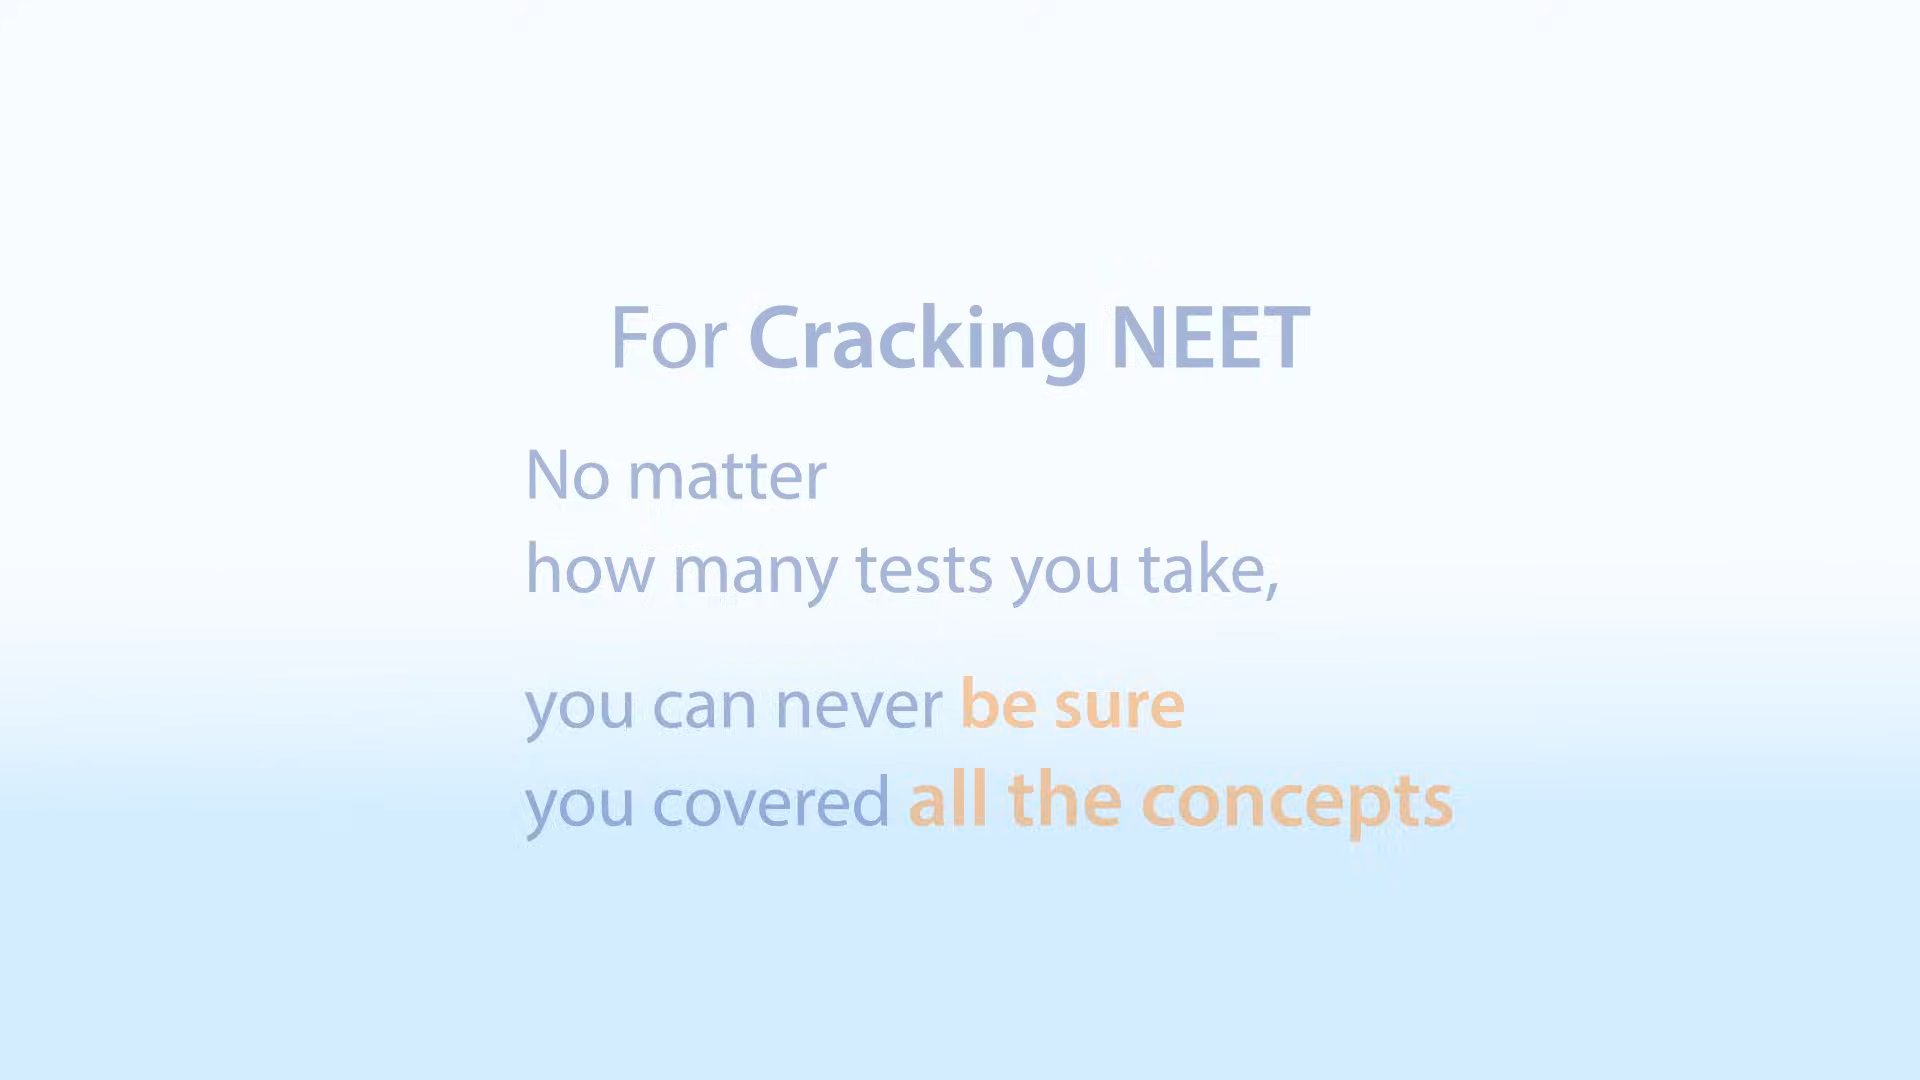 For Cracking NEET
No matter
how many tests you take,
you can never be sure
you covered all the concepts